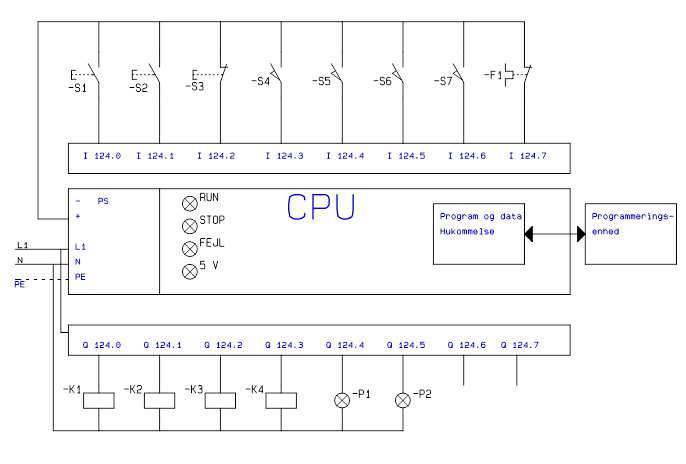 -S1 -S2 -S3 -S4 -S5 -S6 -S7 -F1
I 124.0 I 124.1 I 124.2 I 124.3 I 124.4 I 124.5 I 124.6 I 124.7
- PS
+
L1
N
PE
L1
N
PE
RUN
STOP
FEJL
5 V
CPU
Program og data
Hukommelse
Programmerings-
enhed
Q 124.0 Q 124.1 Q 124.2 Q 124.3 Q 124.4 Q 124.5 Q 124.6 Q 124.7
-K1 -K2 -K3 -K4 -P1 -P2